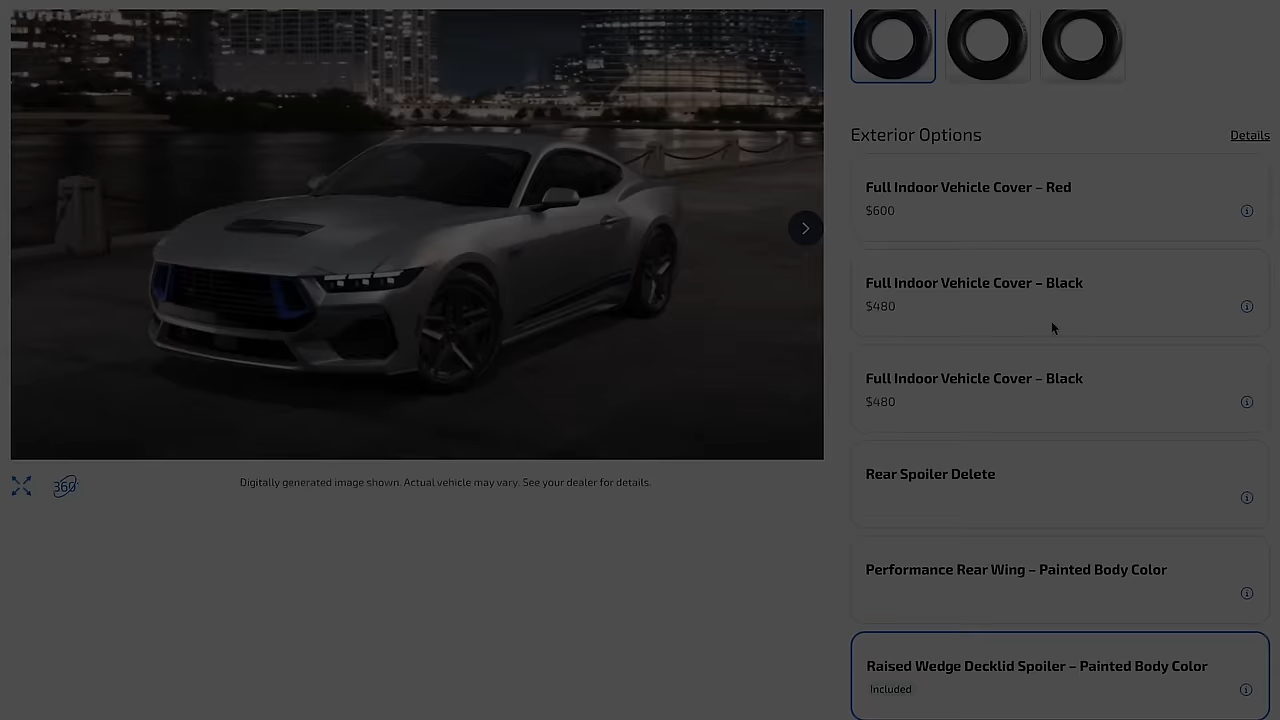 Exterior Options
Details
Full Indoor Vehicle Cover – Red
$600
Full Indoor Vehicle Cover – Black
$480
Full Indoor Vehicle Cover – Black
$480
Rear Spoiler Delete
Performance Rear Wing – Painted Body Color
Raised Wedge Decklid Spoiler – Painted Body Color
Included
360°
Digitally generated image shown. Actual vehicle may vary. See your dealer for details.